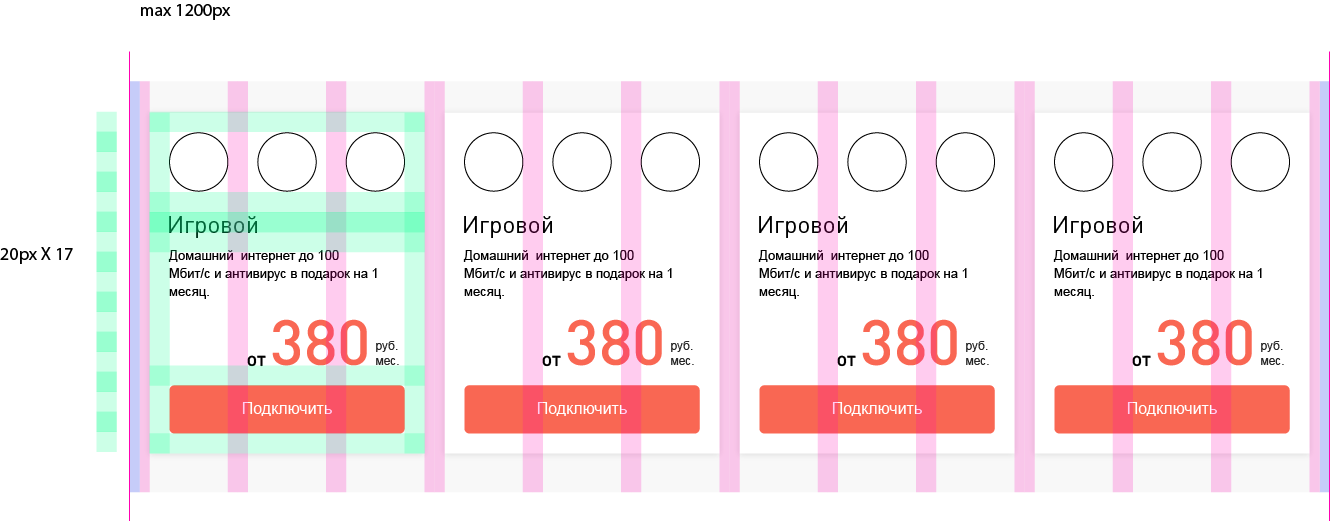 max 1200px
20px X 17
Игровой
Домашний интернет до 100
Мбит/с и антивирус в подарок на 1
месяц.
от 380 руб.
мес.
Подключить
Игровой
Домашний интернет до 100
Мбит/с и антивирус в подарок на 1
месяц.
от 380 руб.
мес.
Подключить
Игровой
Домашний интернет до 100
Мбит/с и антивирус в подарок на 1
месяц.
от 380 руб.
мес.
Подключить
Игровой
Домашний интернет до 100
Мбит/с и антивирус в подарок на 1
месяц.
от 380 руб.
мес.
Подключить